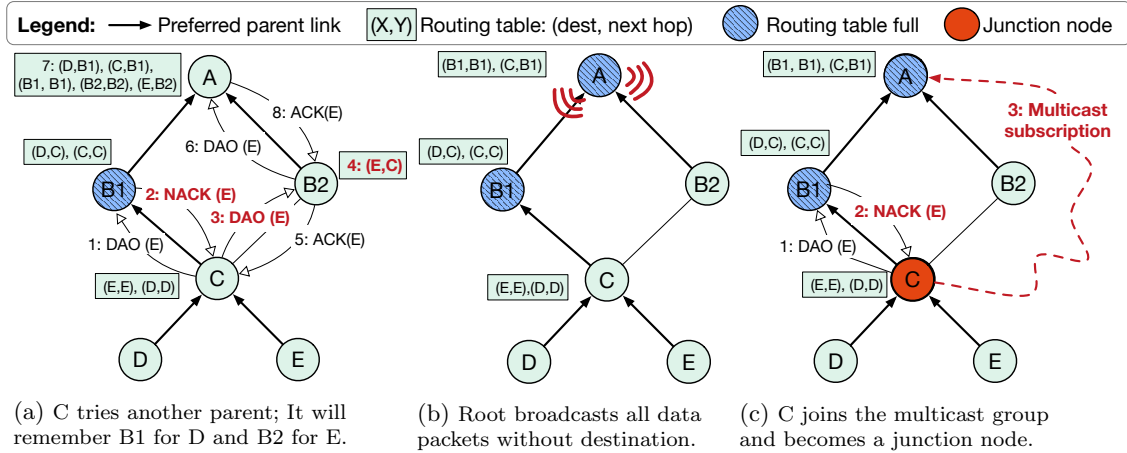 Legend: Preferred parent link (X,Y) Routing table: (dest, next hop) Routing table full Junction node
7: (D,B1), (C,B1),
(B1, B1), (B2,B2), (E,B2)
A
8: ACK(E)
6: DAO (E)
(D,C), (C,C)
4: (E,C)
B1
B2
2: NACK (E)
3: DAO (E)
1: DAO (E)
5: ACK(E)
C
(E,E), (D,D)
D
E
(a) C tries another parent; It will
remember B1 for D and B2 for E.
(B1,B1), (C,B1)
A
(D,C), (C,C)
B1
B2
C
(E,E),(D,D)
D
E
(b) Root broadcasts all data
packets without destination.
(B1, B1), (C,B1)
A
3: Multicast
subscription
(D,C), (C,C)
B1
B2
2: NACK (E)
1: DAO (E)
C
(E,E), (D,D)
D
E
(c) C joins the multicast group
and becomes a junction node.